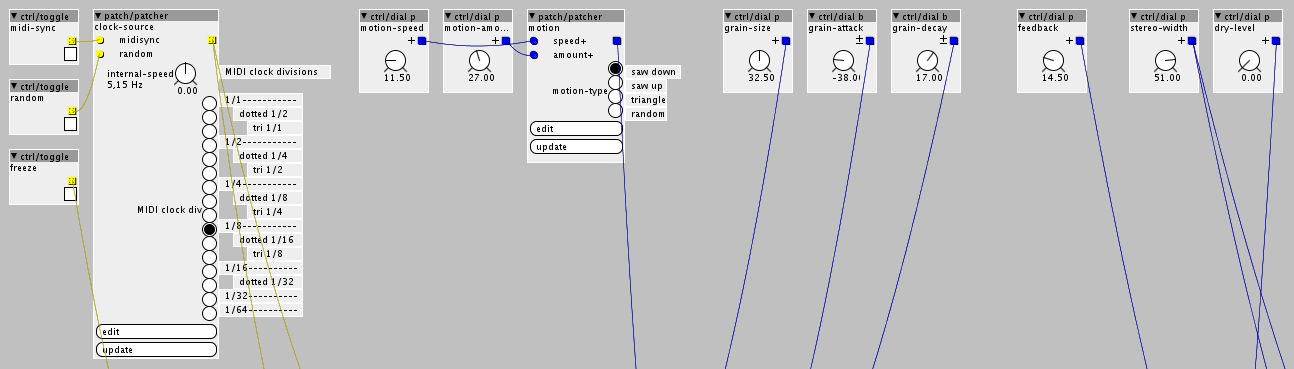 ▼ ctrl/toggle
midi-sync
▼ ctrl/toggle
random
▼ ctrl/toggle
freeze
▼ patch/patcher
clock-source
midisync
random
internal-speed
5,15 Hz
0.00
MIDI clock divisions
1/1-----------
dotted 1/2
tri 1/1
1/2-----------
dotted 1/4
tri 1/2
1/4-----------
dotted 1/8
tri 1/4
MIDI clock div
1/8-----------
dotted 1/16
tri 1/8
1/16----------
dotted 1/32
1/32----------
1/64----------
edit
update
▼ ctrl/dial p
motion-speed
+
11.50
▼ ctrl/dial p
motion-amo...
+
27.00
▼ patch/patcher
motion
speed+
amount+
motion-type
saw down
saw up
triangle
random
edit
update
▼ ctrl/dial p
grain-size
+
32.50
▼ ctrl/dial b
grain-attack
±
-38.0
▼ ctrl/dial b
grain-decay
±
17.00
▼ ctrl/dial p
feedback
+
14.50
▼ ctrl/dial p
stereo-width
+
51.00
▼ ctrl/dial p
dry-level
+
0.00